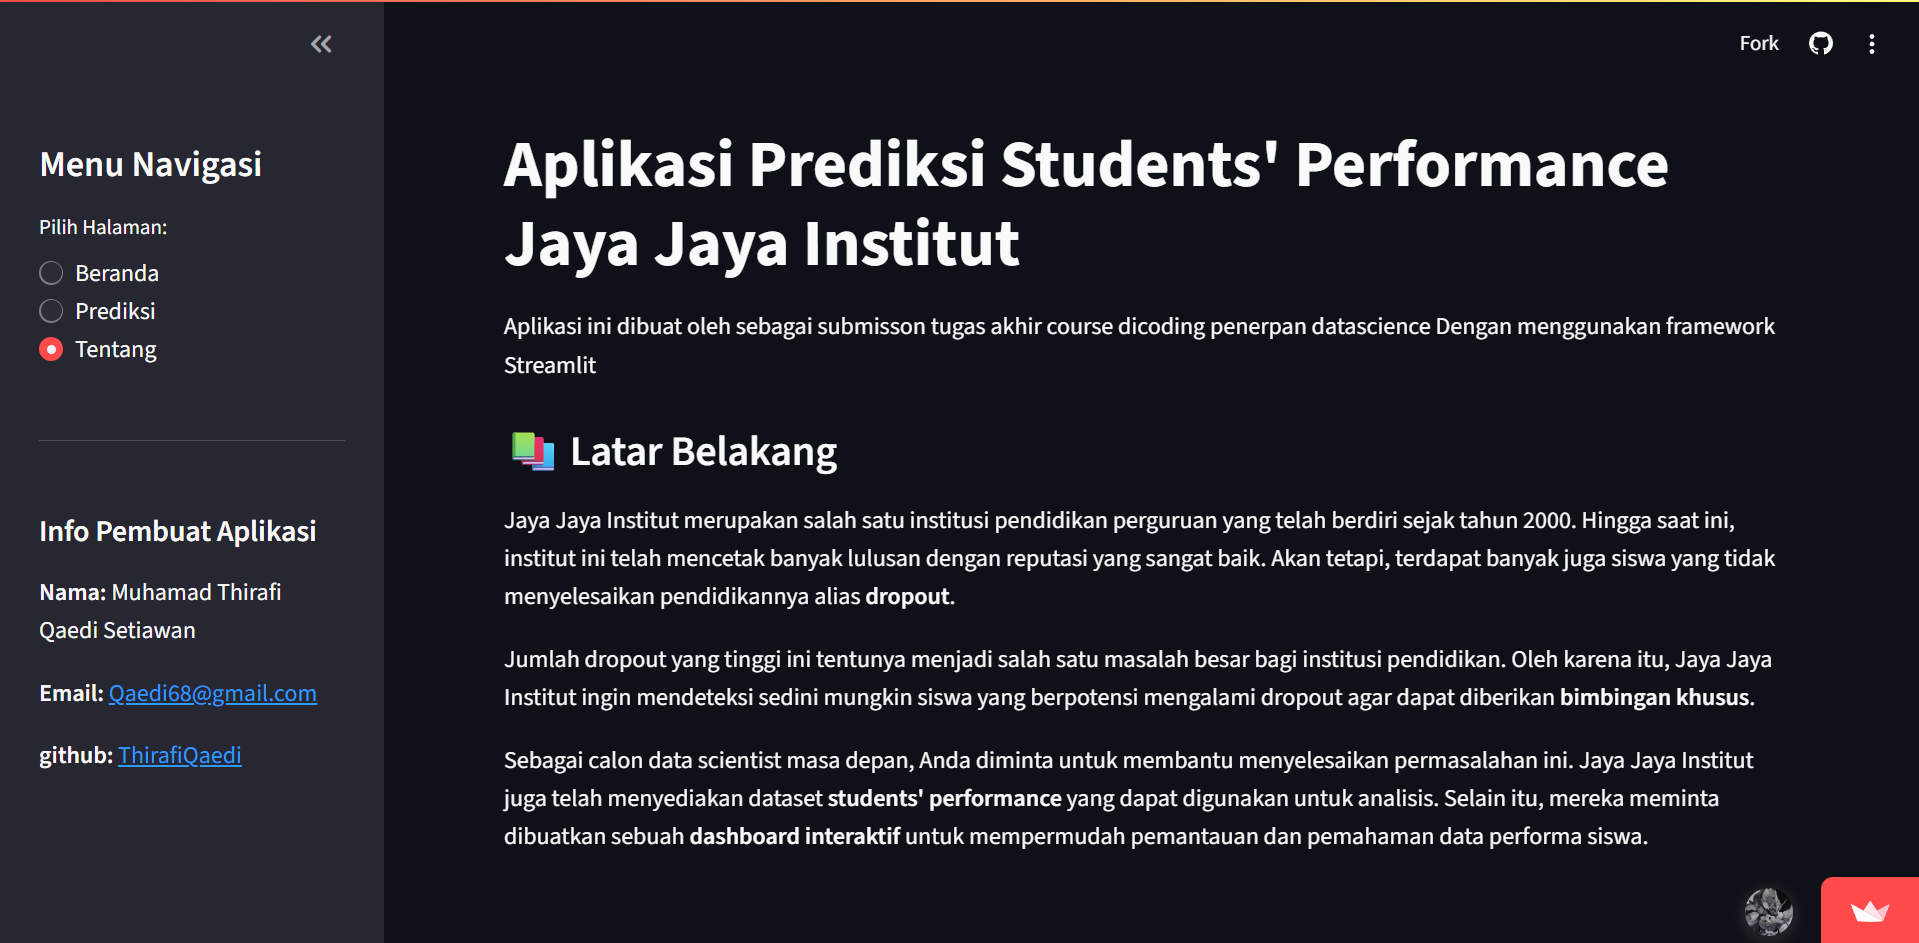 Fork
Menu Navigasi
Pilih Halaman:
Beranda
Prediksi
Tentang
Info Pembuat Aplikasi
Nama: Muhamad Thirafi
Qaedi Setiawan
Email: Qaedi68@gmail.com
github: ThirafiQaedi
Aplikasi Prediksi Students' Performance
Jaya Jaya Institut
Aplikasi ini dibuat oleh sebagai submisson tugas akhir course dicoding penerpan datascience Dengan menggunakan framework
Streamlit
Latar Belakang
Jaya Jaya Institut merupakan salah satu institusi pendidikan perguruan yang telah berdiri sejak tahun 2000. Hingga saat ini,
institut ini telah mencetak banyak lulusan dengan reputasi yang sangat baik. Akan tetapi, terdapat banyak juga siswa yang tidak
menyelesaikan pendidikannya alias dropout.
Jumlah dropout yang tinggi ini tentunya menjadi salah satu masalah besar bagi institusi pendidikan. Oleh karena itu, Jaya Jaya
Institut ingin mendeteksi sedini mungkin siswa yang berpotensi mengalami dropout agar dapat diberikan bimbingan khusus.
Sebagai calon data scientist masa depan, Anda diminta untuk membantu menyelesaikan permasalahan ini. Jaya Jaya Institut
juga telah menyediakan dataset students' performance yang dapat digunakan untuk analisis. Selain itu, mereka meminta
dibuatkan sebuah dashboard interaktif untuk mempermudah pemantauan dan pemahaman data performa siswa.